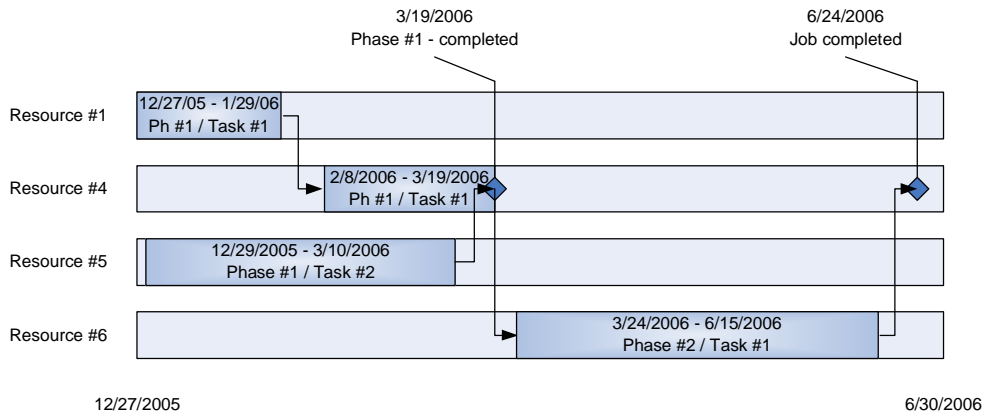 3/19/2006
Phase #1 - completed
6/24/2006
Job completed
Resource #1
12/27/05 - 1/29/06
Ph #1 / Task #1
Resource #4
2/8/2006 - 3/19/2006
Ph #1 / Task #1
Resource #5
12/29/2005 - 3/10/2006
Phase #1 / Task #2
Resource #6
3/24/2006 - 6/15/2006
Phase #2 / Task #1
12/27/2005
6/30/2006